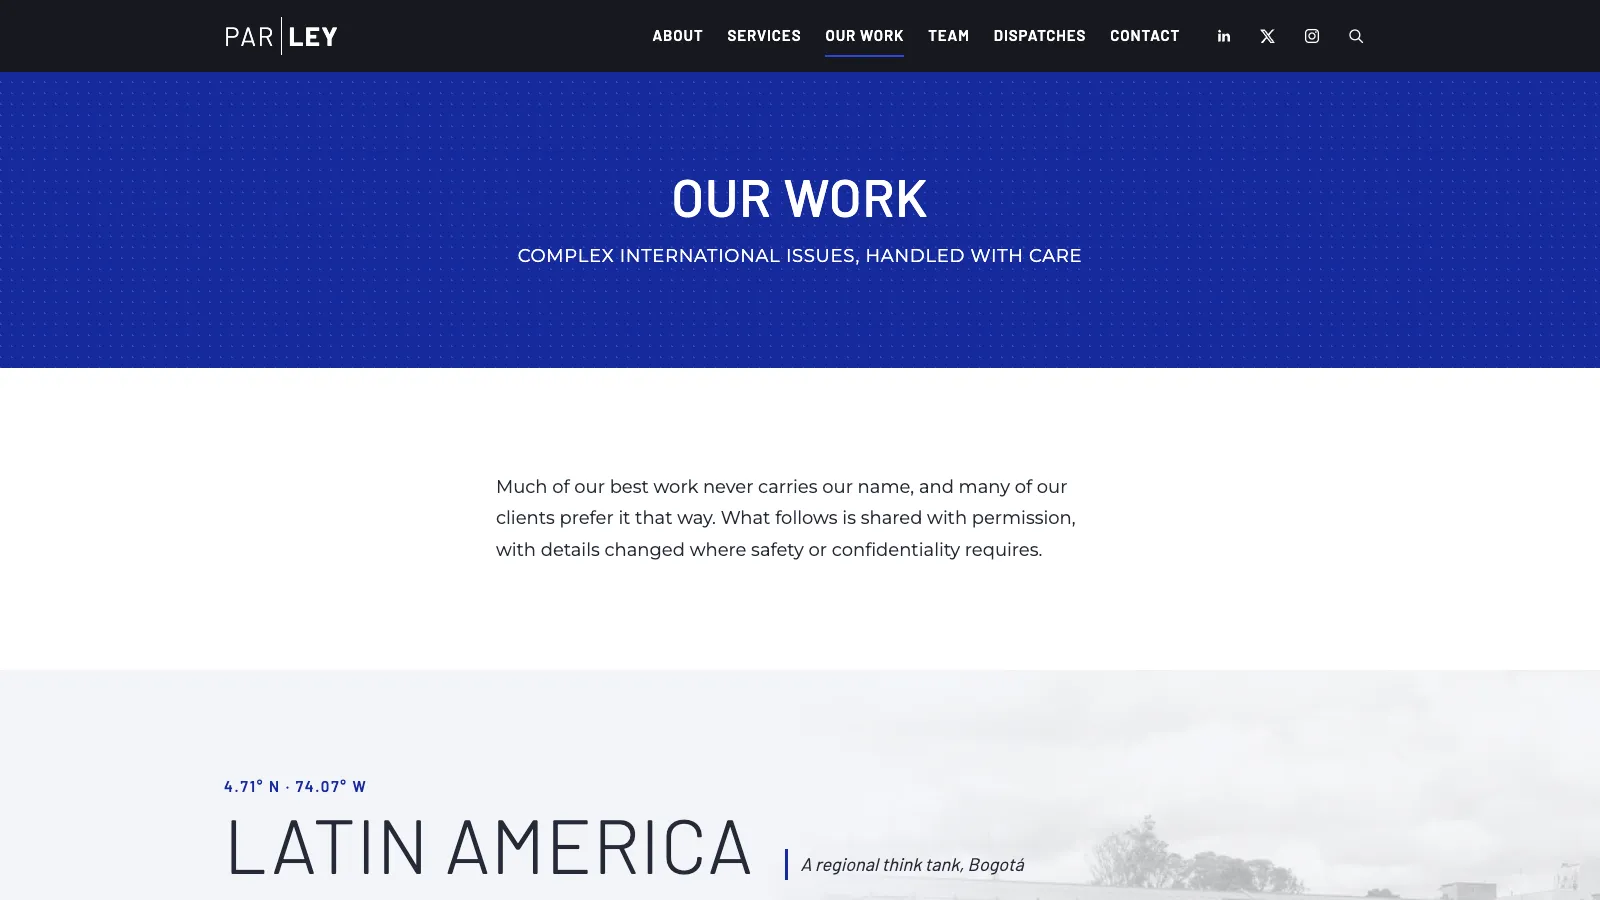 PAR|LEY
ABOUT SERVICES OUR WORK TEAM DISPATCHES CONTACT
OUR WORK
COMPLEX INTERNATIONAL ISSUES, HANDLED WITH CARE
Much of our best work never carries our name, and many of our
clients prefer it that way. What follows is shared with permission,
with details changed where safety or confidentiality requires.
4.71° N · 74.07° W
LATIN AMERICA
A regional think tank, Bogotá